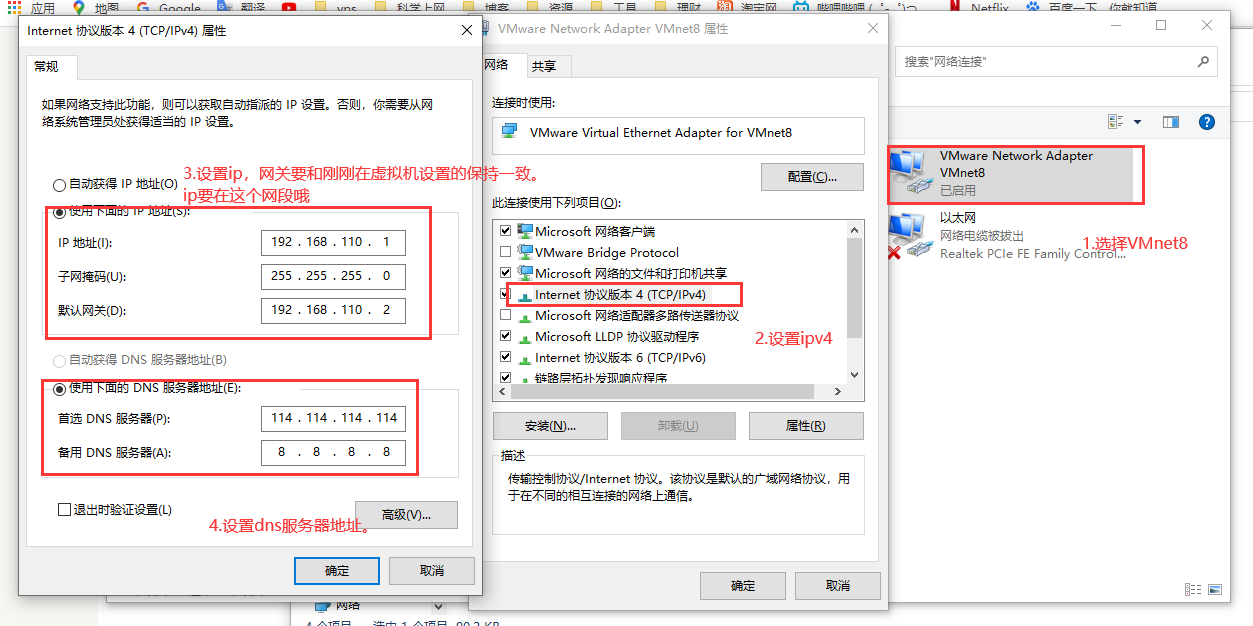 应用
地图
Google
翻译
vps
科学上网
博客
资源
工具
理财
淘宝网
哔哩哔哩 ( ゜- ゜)つ
Netflix
百度一下，你就知道
Internet 协议版本 4 (TCP/IPv4) 属性
常规
如果网络支持此功能，则可以获取自动指派的 IP 设置。否则，你需要从网
络系统管理员处获得适当的 IP 设置。
3.设置ip，网关要和刚刚在虚拟机设置的保持一致。
ip要在这个网段哦
自动获得 IP 地址(O)
使用下面的 IP 地址(S):
IP 地址(I):
192 . 168 . 110 . 1
子网掩码(U):
255 . 255 . 255 . 0
默认网关(D):
192 . 168 . 110 . 2
自动获得 DNS 服务器地址(B)
使用下面的 DNS 服务器地址(E):
首选 DNS 服务器(P):
114 . 114 . 114 . 114
备用 DNS 服务器(A):
8 . 8 . 8 . 8
退出时验证设置(L)
高级(V)...
4.设置dns服务器地址。
确定
取消
VMware Network Adapter VMnet8 属性
网络
共享
连接时使用:
VMware Virtual Ethernet Adapter for VMnet8
配置(C)...
此连接使用下列项目(O):
Microsoft 网络客户端
VMware Bridge Protocol
Microsoft 网络的文件和打印机共享
Internet 协议版本 4 (TCP/IPv4)
Microsoft 网络适配器多路传送器协议
Microsoft LLDP 协议驱动程序
Internet 协议版本 6 (TCP/IPv6)
链路层拓扑发现响应程序
2.设置ipv4
安装(N)...
卸载(U)
属性(R)
描述
传输控制协议/Internet 协议。该协议是默认的广域网络协议，用
于在不同的相互连接的网络上通信。
确定
取消
搜索"网络连接"
VMware Network Adapter
VMnet8
已启用
以太网
网络电缆被拔出
Realtek PCIe FE Family Control...
1.选择VMnet8
网络
4 个项目
选中 1 个项目